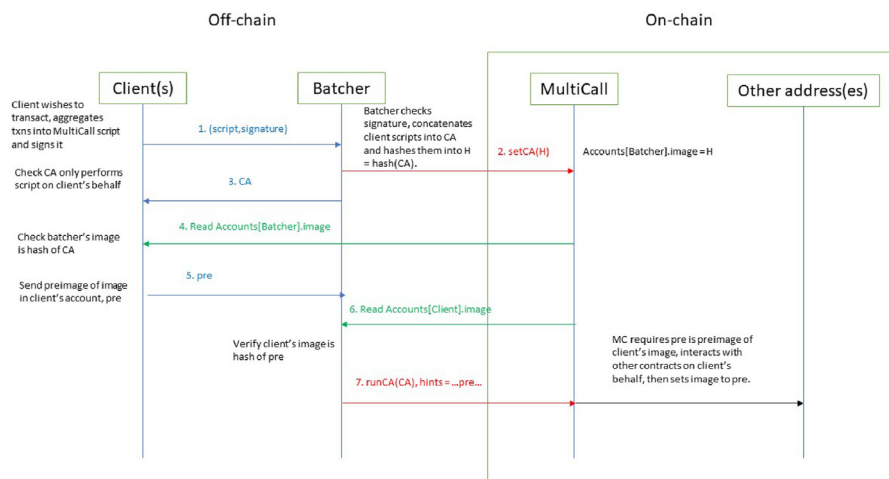 Off-chain
On-chain
Client(s)
Batcher
MultiCall
Other address(es)
Client wishes to
transact, aggregates
txns into MultiCall script
and signs it
1. (script,signature)
Batcher checks
signature, concatenates
client scripts into CA
and hashes them into H
= hash(CA).
2. setCA(H)
Accounts[Batcher].image = H
Check CA only performs
script on client's behalf
3. CA
4. Read Accounts[Batcher].image
Check batcher's image
is hash of CA
5. pre
Send preimage of image
in client's account, pre
6. Read Accounts[Client].image
Verify client's image is
hash of pre
MC requires pre is preimage of
client's image, interacts with
other contracts on client's
behalf, then sets image to pre.
7. runCA(CA), hints = ...pre...